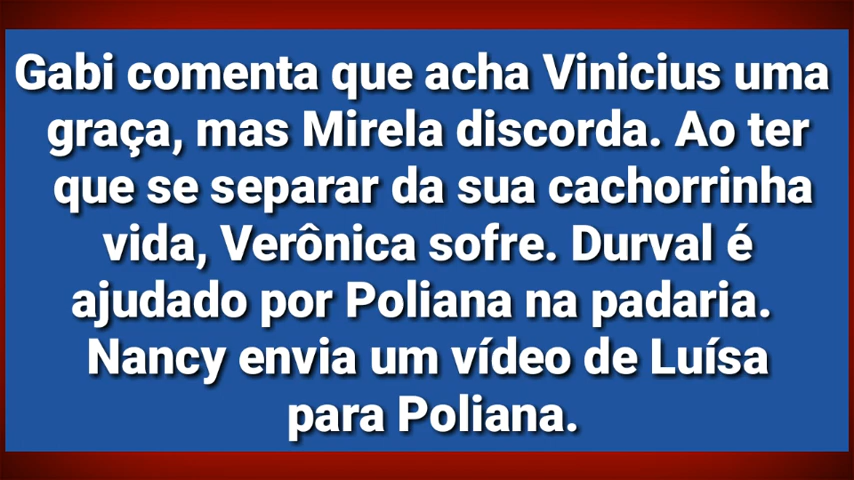 Gabi comenta que acha Vinicius uma
graça, mas Mirela discorda. Ao ter
que se separar da sua cachorrinha
vida, Verônica sofre. Durval é
ajudado por Poliana na padaria.
Nancy envia um vídeo de Luísa
para Poliana.